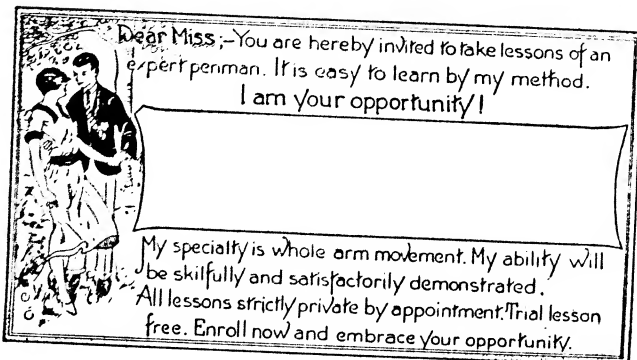 Dear Miss;–You are hereby invited to take lessons of an
expert penman. It is easy to learn by my method.
I am your opportunity!
My specialty is whole arm movement. My ability will
be skilfully and satisfactorily demonstrated.
All lessons strictly private by appointment. Trial lesson
free. Enroll now and embrace your opportunity.